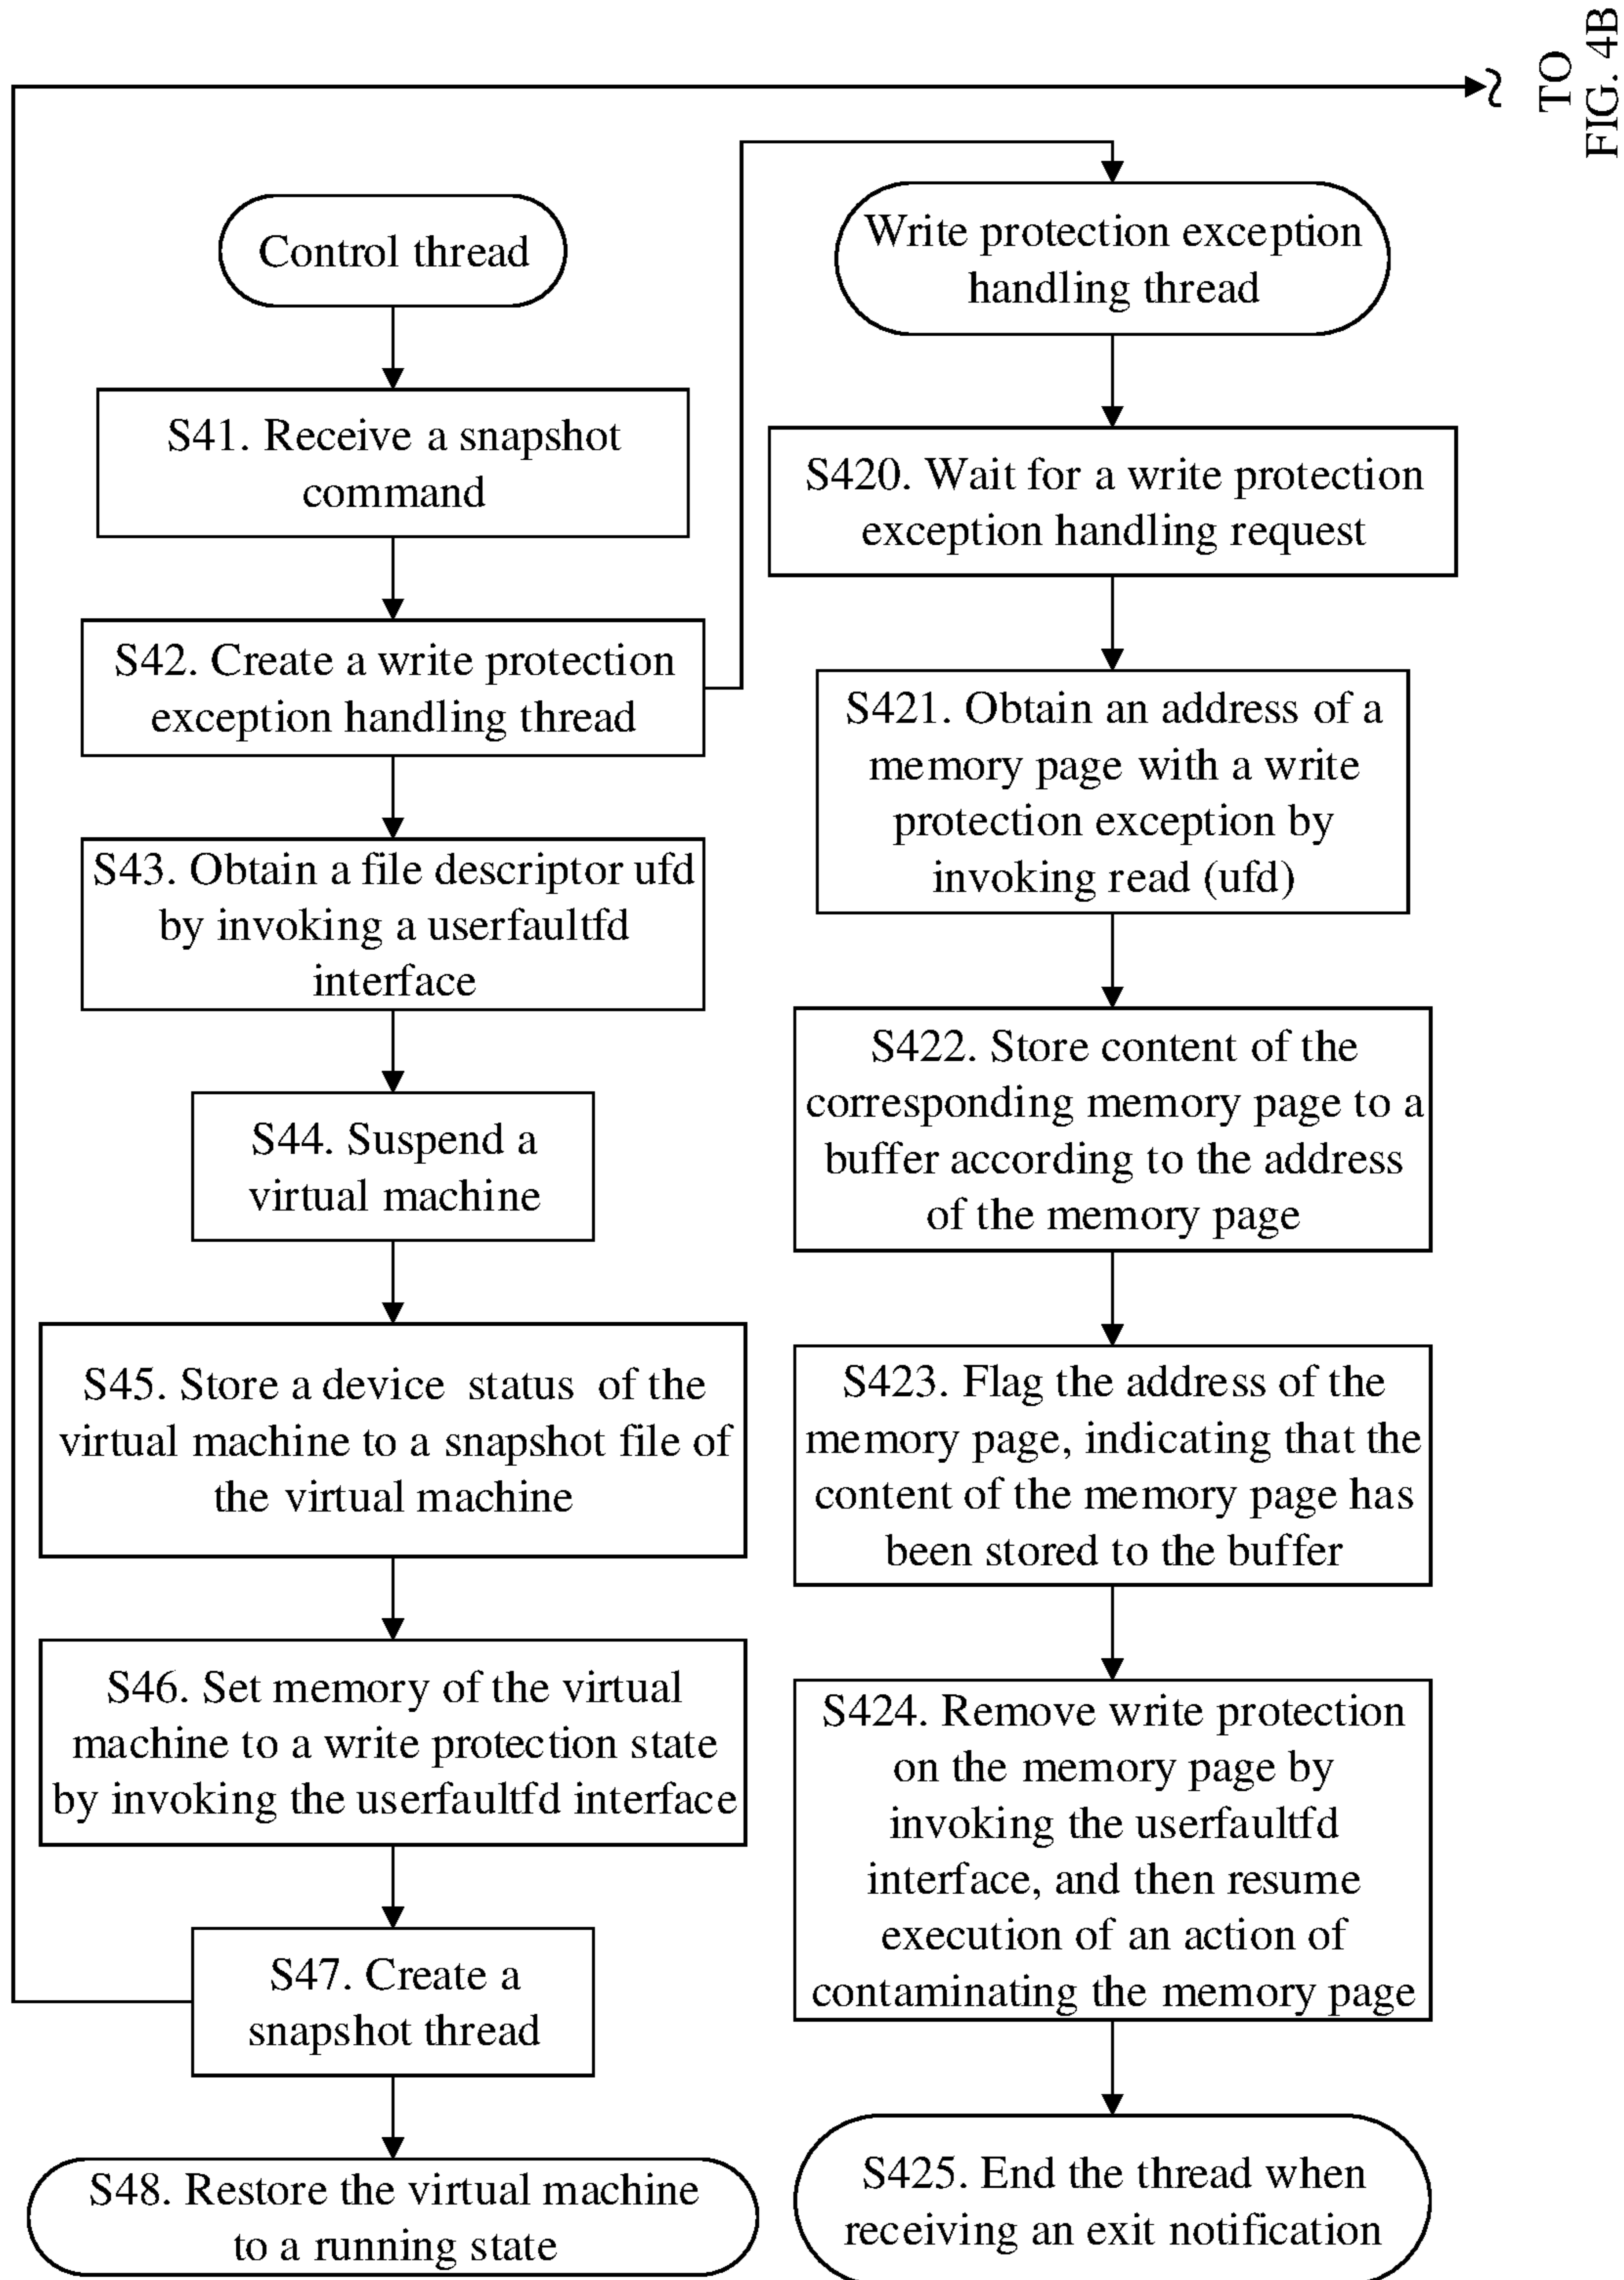 TO
FIG. 4B
Control thread
S41. Receive a snapshot
command
S42. Create a write protection
exception handling thread
S43. Obtain a file descriptor ufd
by invoking a userfaultfd
interface
S44. Suspend a
virtual machine
S45. Store a device status of the
virtual machine to a snapshot file of
the virtual machine
S46. Set memory of the virtual
machine to a write protection state
by invoking the userfaultfd interface
S47. Create a
snapshot thread
S48. Restore the virtual machine
to a running state
Write protection exception
handling thread
S420. Wait for a write protection
exception handling request
S421. Obtain an address of a
memory page with a write
protection exception by
invoking read (ufd)
S422. Store content of the
corresponding memory page to a
buffer according to the address
of the memory page
S423. Flag the address of the
memory page, indicating that the
content of the memory page has
been stored to the buffer
S424. Remove write protection
on the memory page by
invoking the userfaultfd
interface, and then resume
execution of an action of
contaminating the memory page
S425. End the thread when
receiving an exit notification